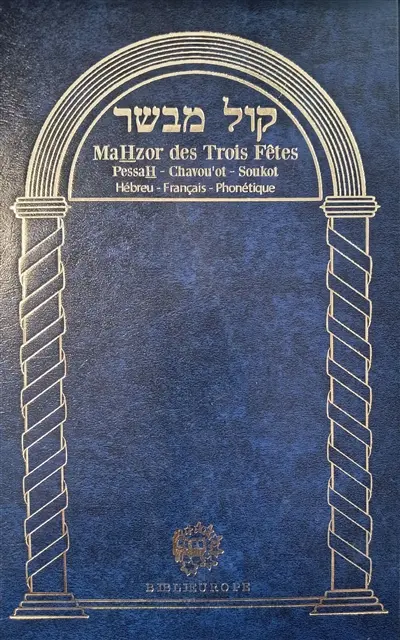 קול מבשר
MaHzor des Trois Fêtes
PessaH - Chavou'ot - Soukot
Hébreu - Français - Phonétique
BIBLIEUROPE